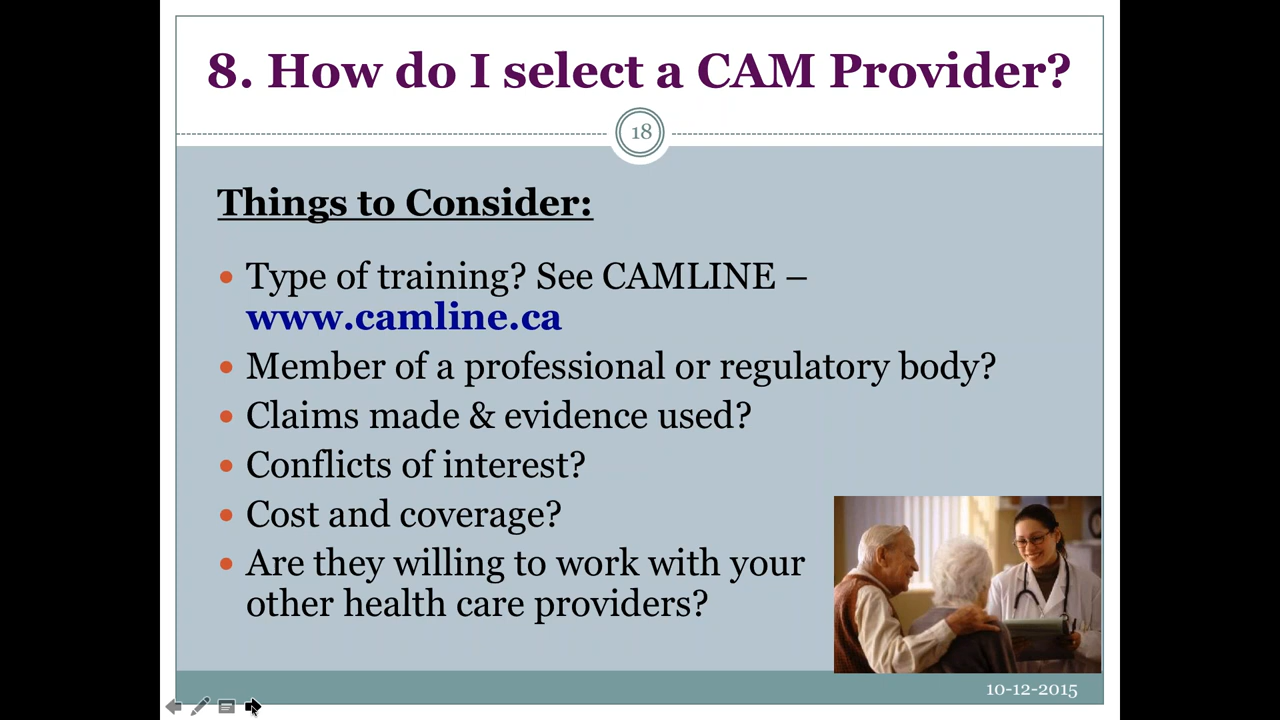 8. How do I select a CAM Provider?
18
Things to Consider:
• Type of training? See CAMLINE –
www.camline.ca
• Member of a professional or regulatory body?
• Claims made & evidence used?
• Conflicts of interest?
• Cost and coverage?
• Are they willing to work with your
other health care providers?
10-12-2015